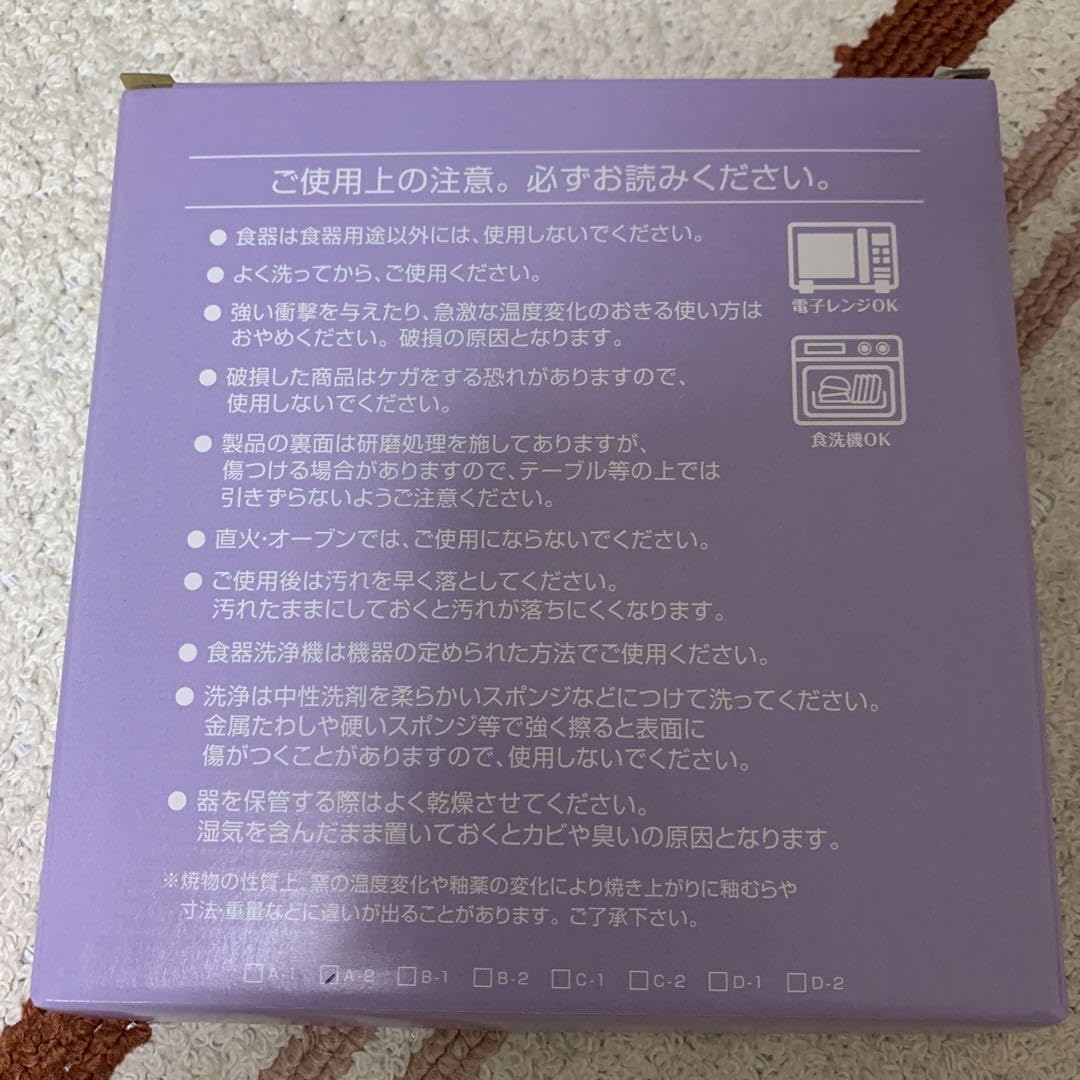 ご使用上の注意。必ずお読みください。
● 食器は食器用途以外には、使用しないでください。
● よく洗ってから、ご使用ください。
● 強い衝撃を与えたり、急激な温度変化のおきる使い方は
おやめください。破損の原因となります。
● 破損した商品はケガをする恐れがありますので、
使用しないでください。
● 製品の裏面は研磨処理を施してありますが、
傷つける場合がありますので、テーブル等の上では
引きずらないようご注意ください。
● 直火・オーブンでは、ご使用にならないでください。
● ご使用後は汚れを早く落としてください。
汚れたままにしておくと汚れが落ちにくくなります。
● 食器洗浄機は機器の定められた方法でご使用ください。
● 洗浄は中性洗剤を柔らかいスポンジなどにつけて洗ってください。
金属たわしや硬いスポンジ等で強く擦ると表面に
傷がつくことがありますので、使用しないでください。
● 器を保管する際はよく乾燥させてください。
湿気を含んだまま置いておくとカビや臭いの原因となります。
※焼物の性質上、窯の温度変化や釉薬の変化により焼き上がりに釉むらや
寸法・重量などに違いが出ることがあります。ご了承下さい。
□A-1 ☑A-2 □B-1 □B-2 □C-1 □C-2 □D-1 □D-2
電子レンジOK
食洗機OK